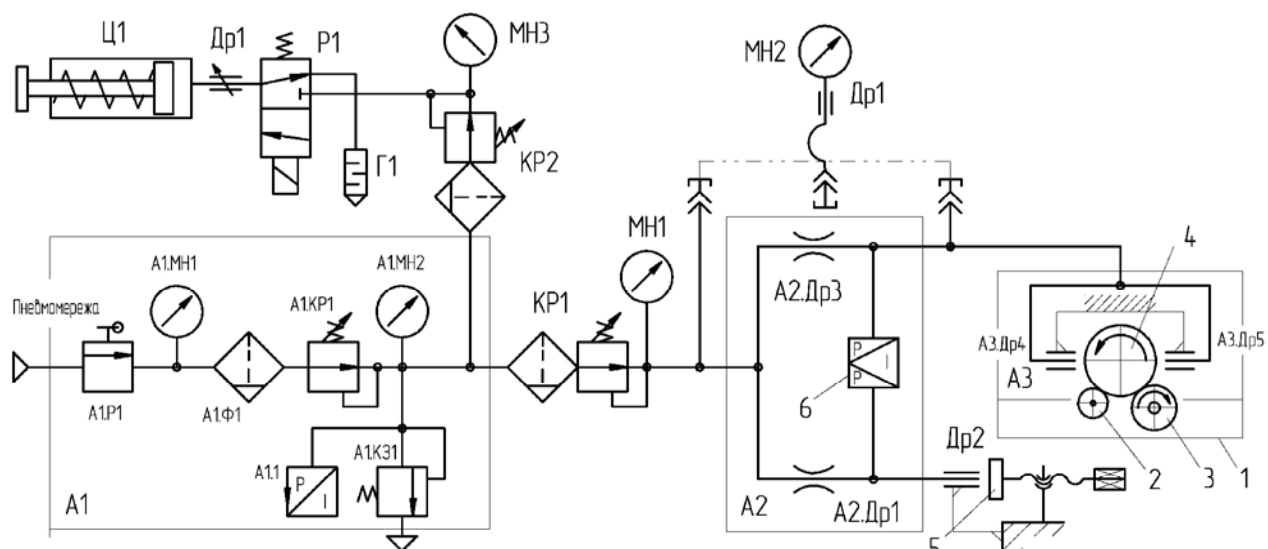 Ц1
Др1
Р1
МН3
МН2
Др1
Г1
КР2
А1.МН1
А1.МН2
МН1
4
Пневмомережа
А1.КР1
КР1
А2.Др3
А3.Др4
А3.Др5
А3
P
P
I
6
А1.Р1
А1.Ф1
А1.1
P
I
А1.КЗ1
Др2
2
3
1
А1
А2
А2.Др1
5